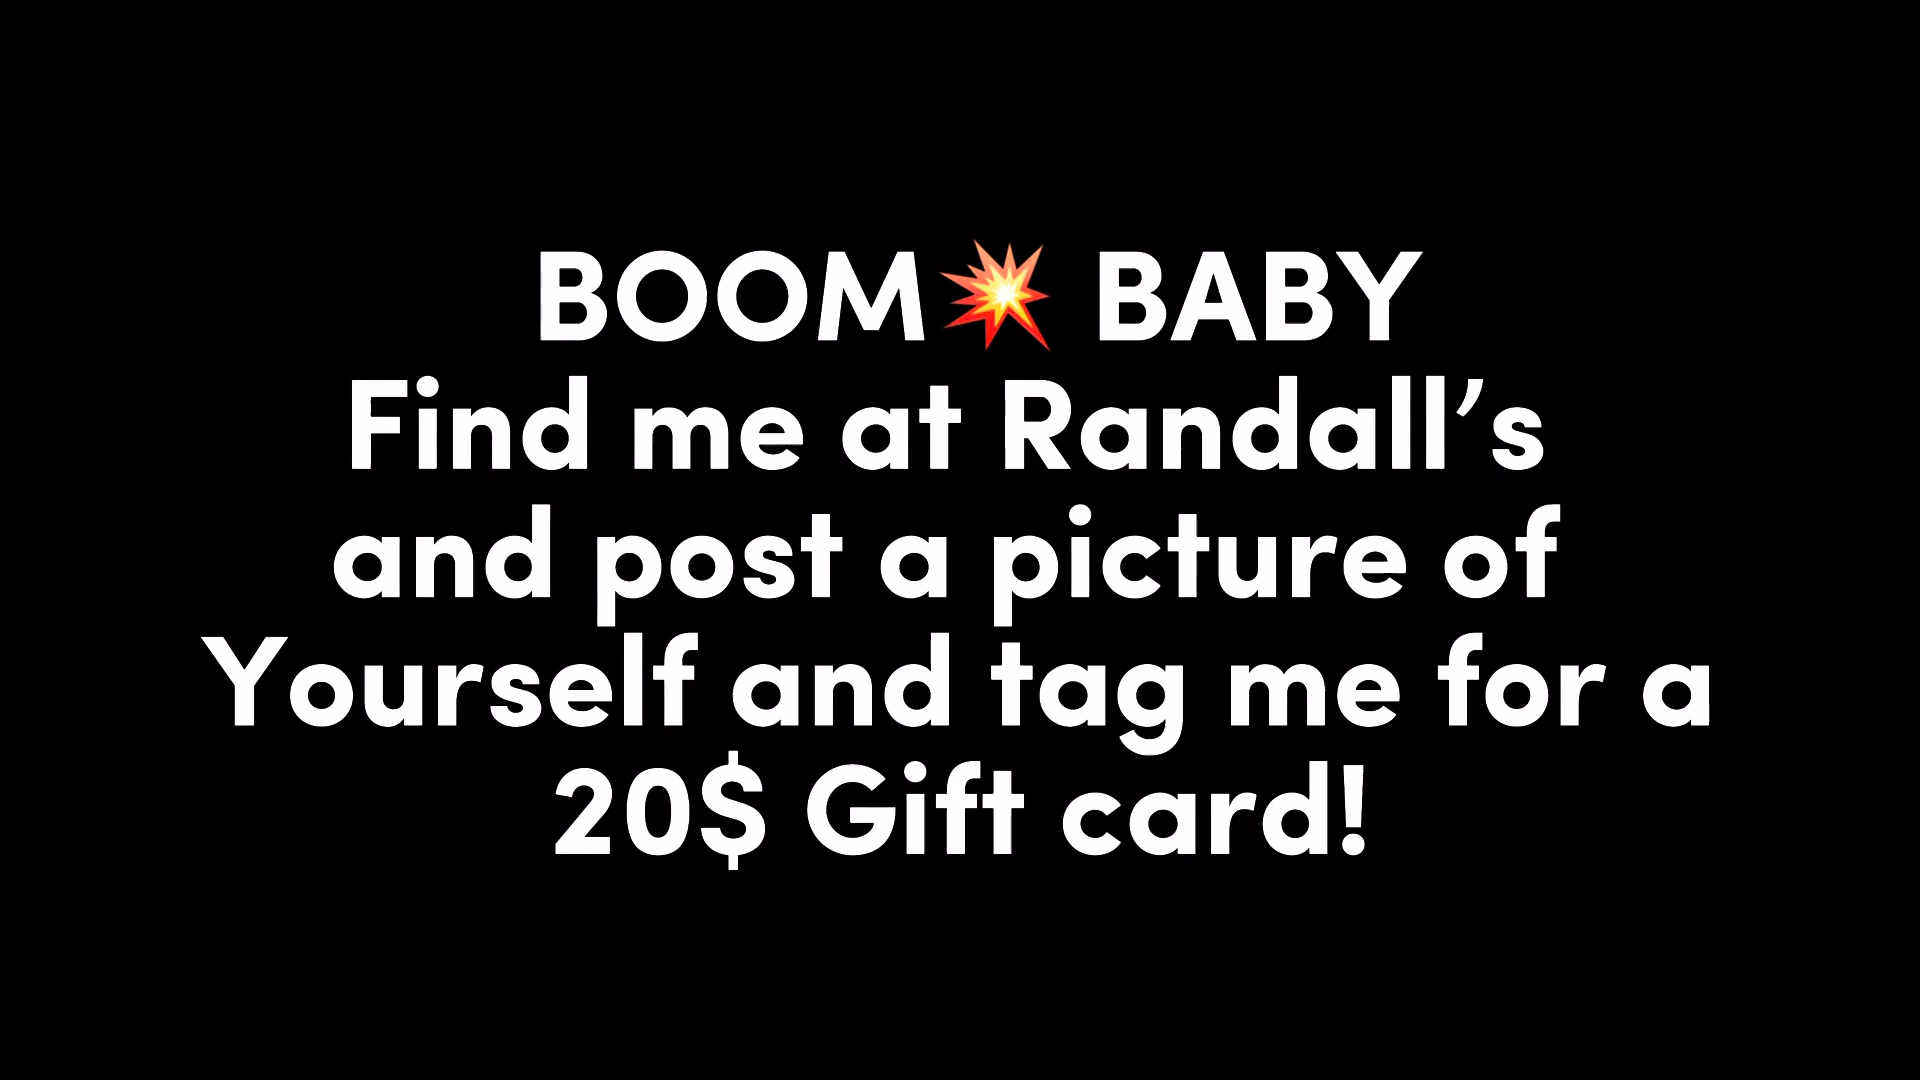 BOOM💥 BABY
Find me at Randall’s
and post a picture of
Yourself and tag me for a
20$ Gift card!